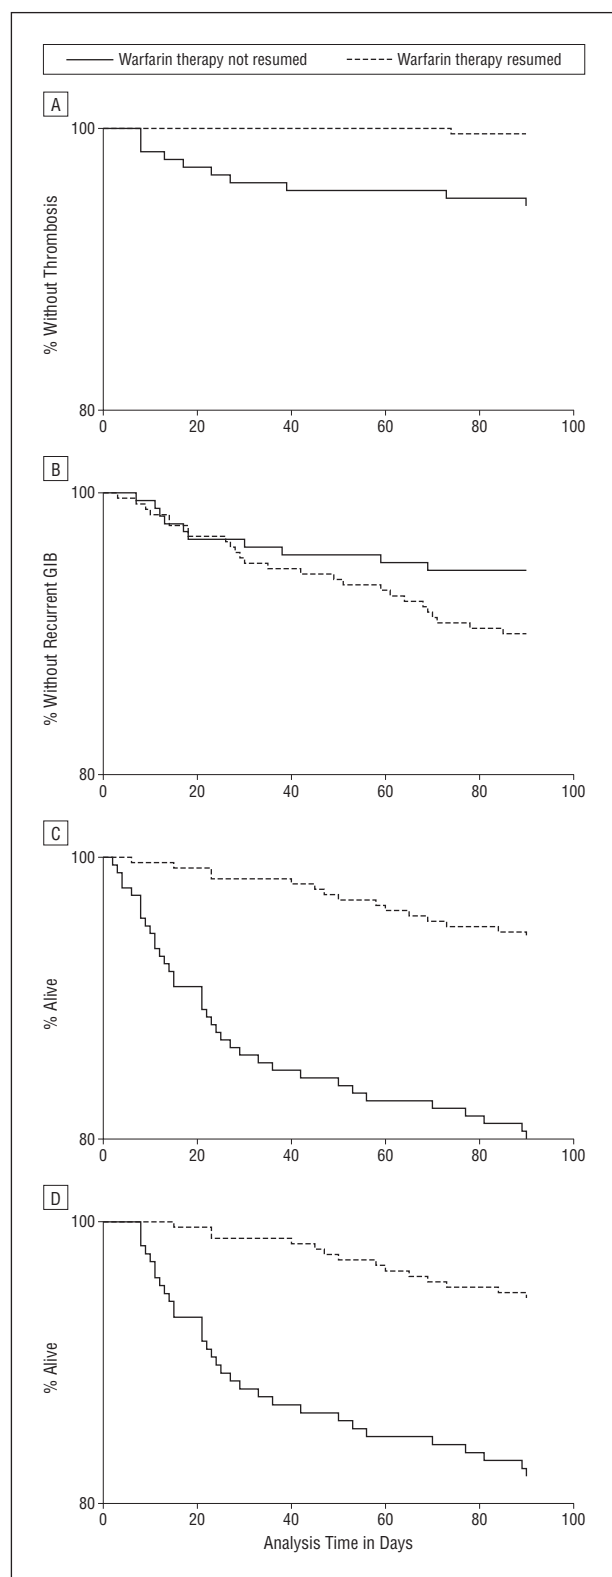 Warfarin therapy not resumed Warfarin therapy resumed
A
100
% Without Thrombosis
80
0 20 40 60 80 100
B
100
% Without Recurrent GIB
80
0 20 40 60 80 100
C
100
% Alive
80
0 20 40 60 80 100
D
100
% Alive
80
0 20 40 60 80 100
Analysis Time in Days